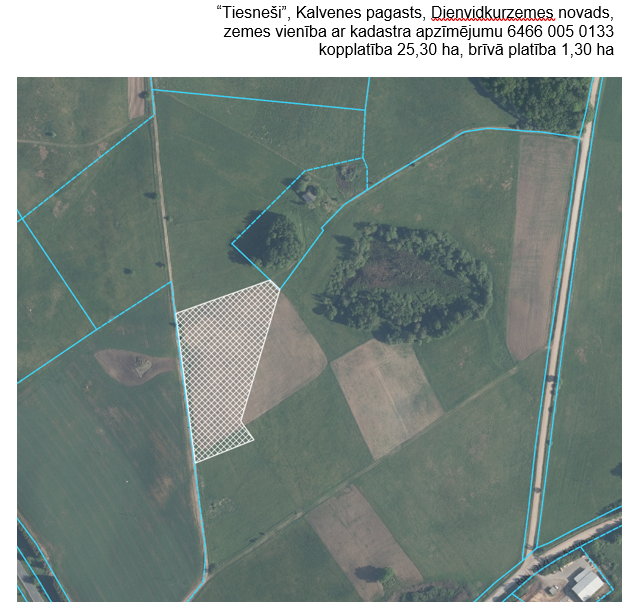 “Tiesneši”, Kalvenes pagasts, Dienvidkurzemes novads,
zemes vienība ar kadastra apzīmējumu 6466 005 0133
kopplatība 25,30 ha, brīvā platība 1,30 ha